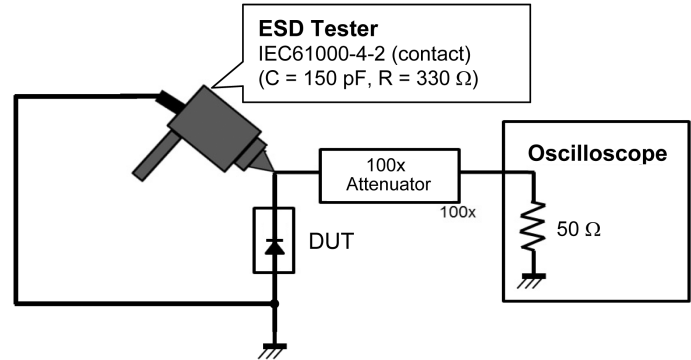 ESD Tester
IEC61000-4-2 (contact)
(C = 150 pF, R = 330 Ω)
100x
Attenuator
100x
Oscilloscope
50 Ω
DUT